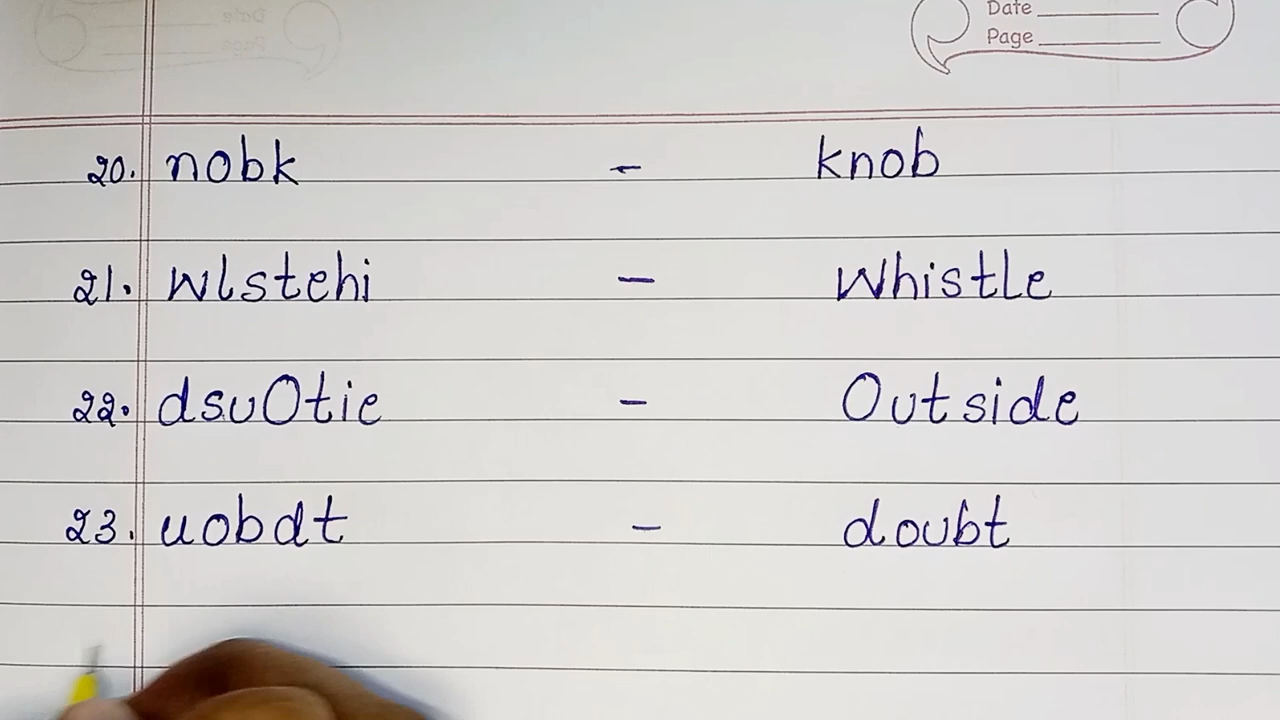 Date
Page
20. nobk - knob
21. wlstehi - Whistle
22. dsuOtie - Outside
23. uobdt - doubt